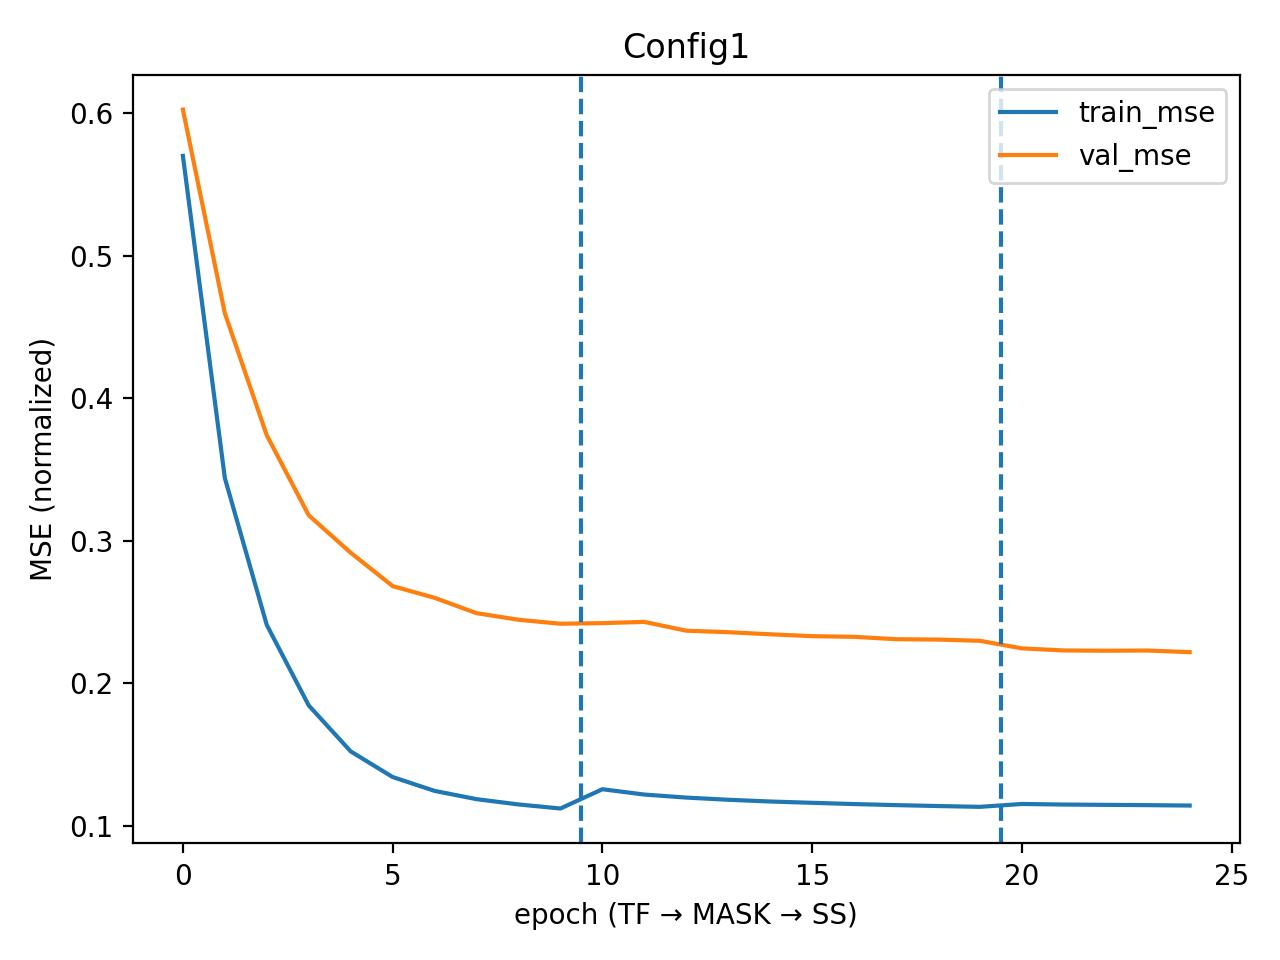 Config1
train_mse
val_mse
MSE (normalized)
0.6
0.5
0.4
0.3
0.2
0.1
0 5 10 15 20 25
epoch (TF → MASK → SS)